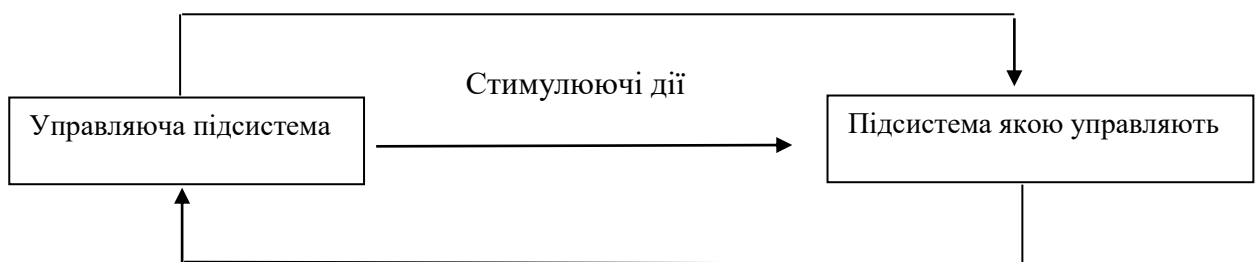 Стимулюючі дії
Управляюча підсистема
Підсистема якою управляють